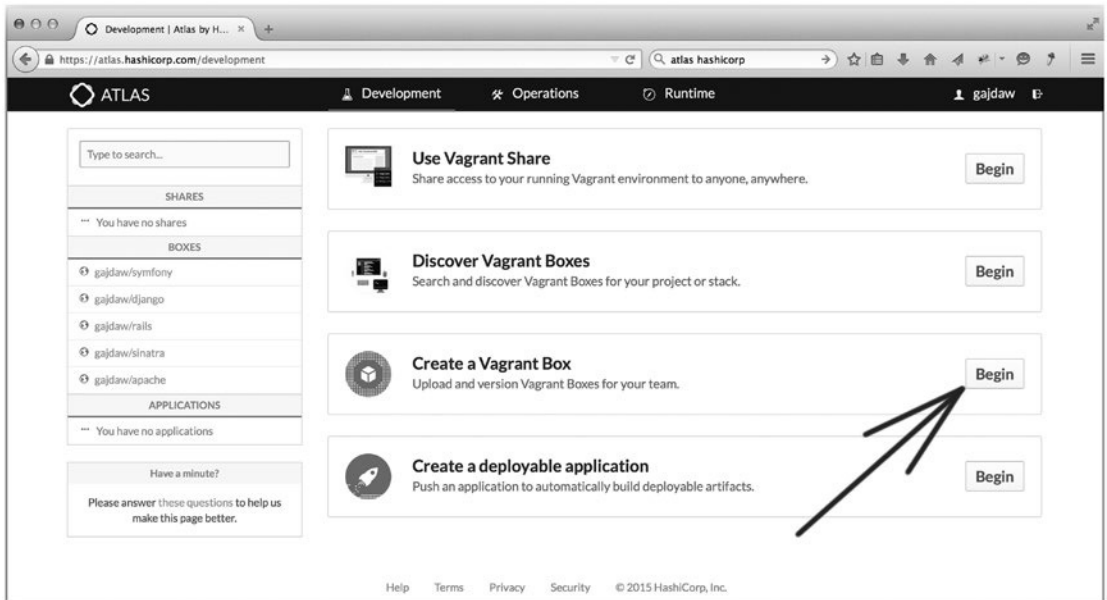 Development | Atlas by H... × +
https://atlas.hashicorp.com/development
atlas hashicorp
ATLAS
Development
Operations
Runtime
gajdaw
Type to search...
SHARES
You have no shares
BOXES
gajdaw/symfony
gajdaw/django
gajdaw/rails
gajdaw/sinatra
gajdaw/apache
APPLICATIONS
You have no applications
Have a minute?
Please answer these questions to help us
make this page better.
Use Vagrant Share
Share access to your running Vagrant environment to anyone, anywhere.
Begin
Discover Vagrant Boxes
Search and discover Vagrant Boxes for your project or stack.
Begin
Create a Vagrant Box
Upload and version Vagrant Boxes for your team.
Begin
Create a deployable application
Push an application to automatically build deployable artifacts.
Begin
Help Terms Privacy Security © 2015 HashiCorp, Inc.